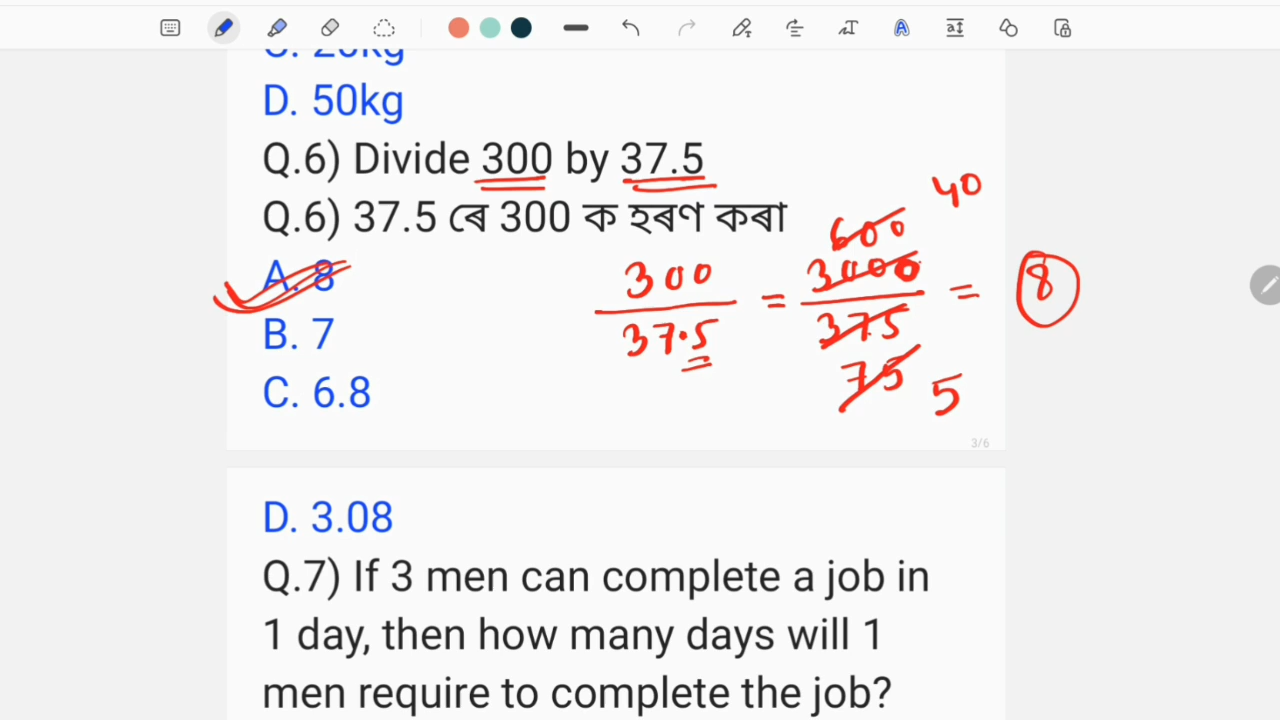 D. 50kg
Q.6) Divide 300 by 37.5
Q.6) 37.5 ৰে 300 ক হৰণ কৰা
A. 8
B. 7
C. 6.8
40
600
300 = 3000 = 8
37.5 375
75 5
3/6
D. 3.08
Q.7) If 3 men can complete a job in
1 day, then how many days will 1
men require to complete the job?